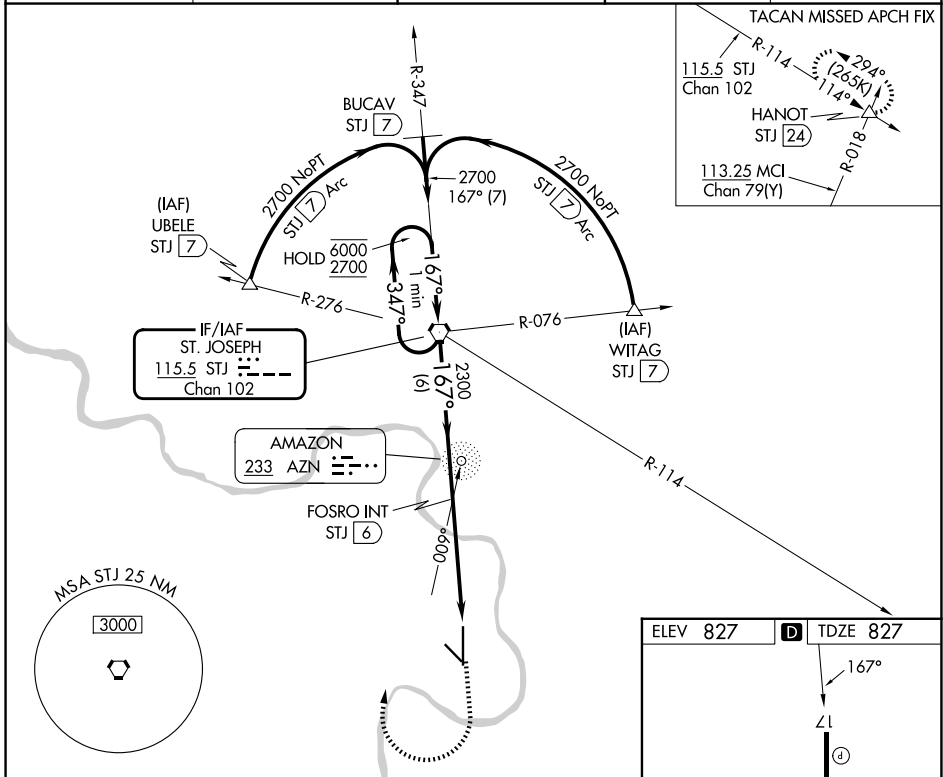 TACAN MISSED APCH FIX
R-114
115.5 STJ
Chan 102
294°
(265K)
114°
HANOT
STJ 24
R-018
113.25 MCI
Chan 79(Y)
R-347
BUCAV
STJ 7
2700 NoPT
STJ 7 Arc
2700 NoPT
STJ 7 Arc
2700
167° (7)
(IAF)
UBELE
STJ 7
HOLD 6000
2700
167°
1 min
347°
R-276
R-076
(IAF)
WITAG
STJ 7
IF/IAF
ST. JOSEPH
115.5 STJ
Chan 102
2300
167°
(6)
AMAZON
233 AZN
R-114
FOSRO INT
STJ 6
009°
MSA STJ 25 NM
3000
ELEV 827 D TDZE 827
167°
17
P